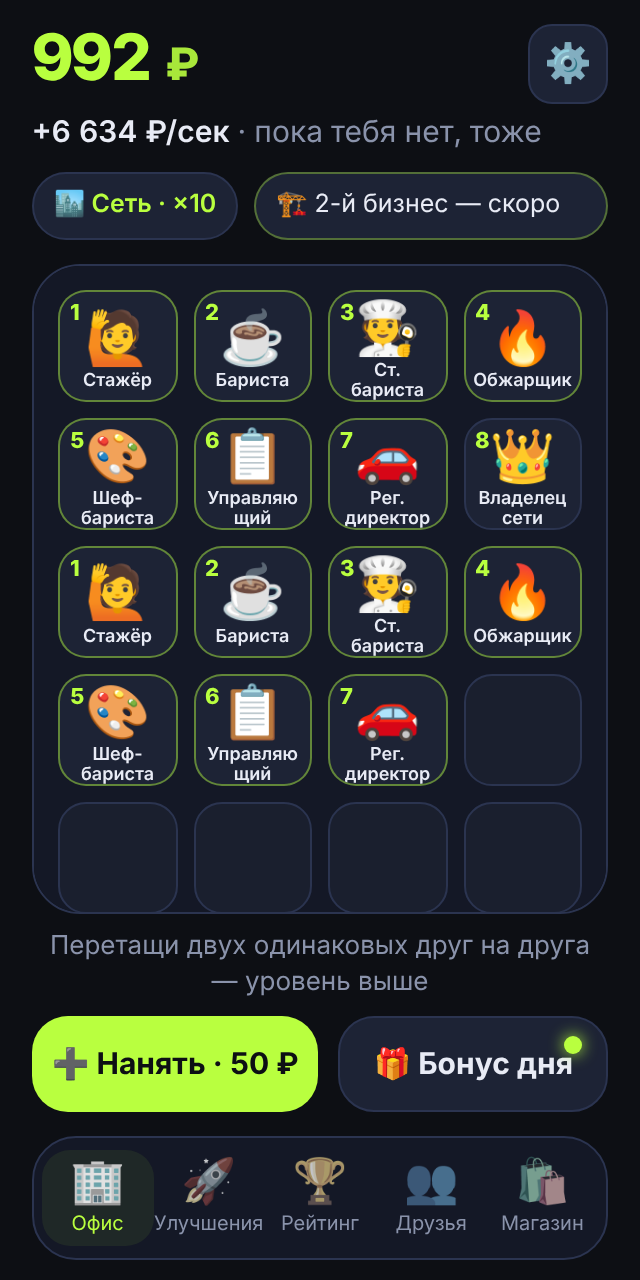 992 ₽
+6 634 ₽/сек · пока тебя нет, тоже
Сеть · ×10
2-й бизнес — скоро
1
Стажёр
2
Бариста
3
Ст.
бариста
4
Обжарщик
5
Шеф-
бариста
6
Управляю
щий
7
Рег.
директор
8
Владелец
сети
1
Стажёр
2
Бариста
3
Ст.
бариста
4
Обжарщик
5
Шеф-
бариста
6
Управляю
щий
7
Рег.
директор
Перетащи двух одинаковых друг на друга
— уровень выше
Нанять · 50 ₽
Бонус дня
Офис
Улучшения
Рейтинг
Друзья
Магазин